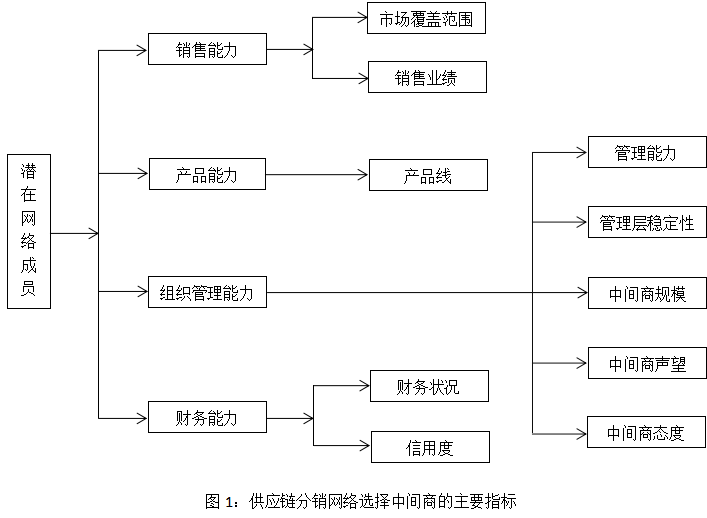 潜在网络成员
销售能力
市场覆盖范围
销售业绩
产品能力
产品线
组织管理能力
管理能力
管理层稳定性
中间商规模
中间商声望
中间商态度
财务能力
财务状况
信用度
图 1：供应链分销网络选择中间商的主要指标